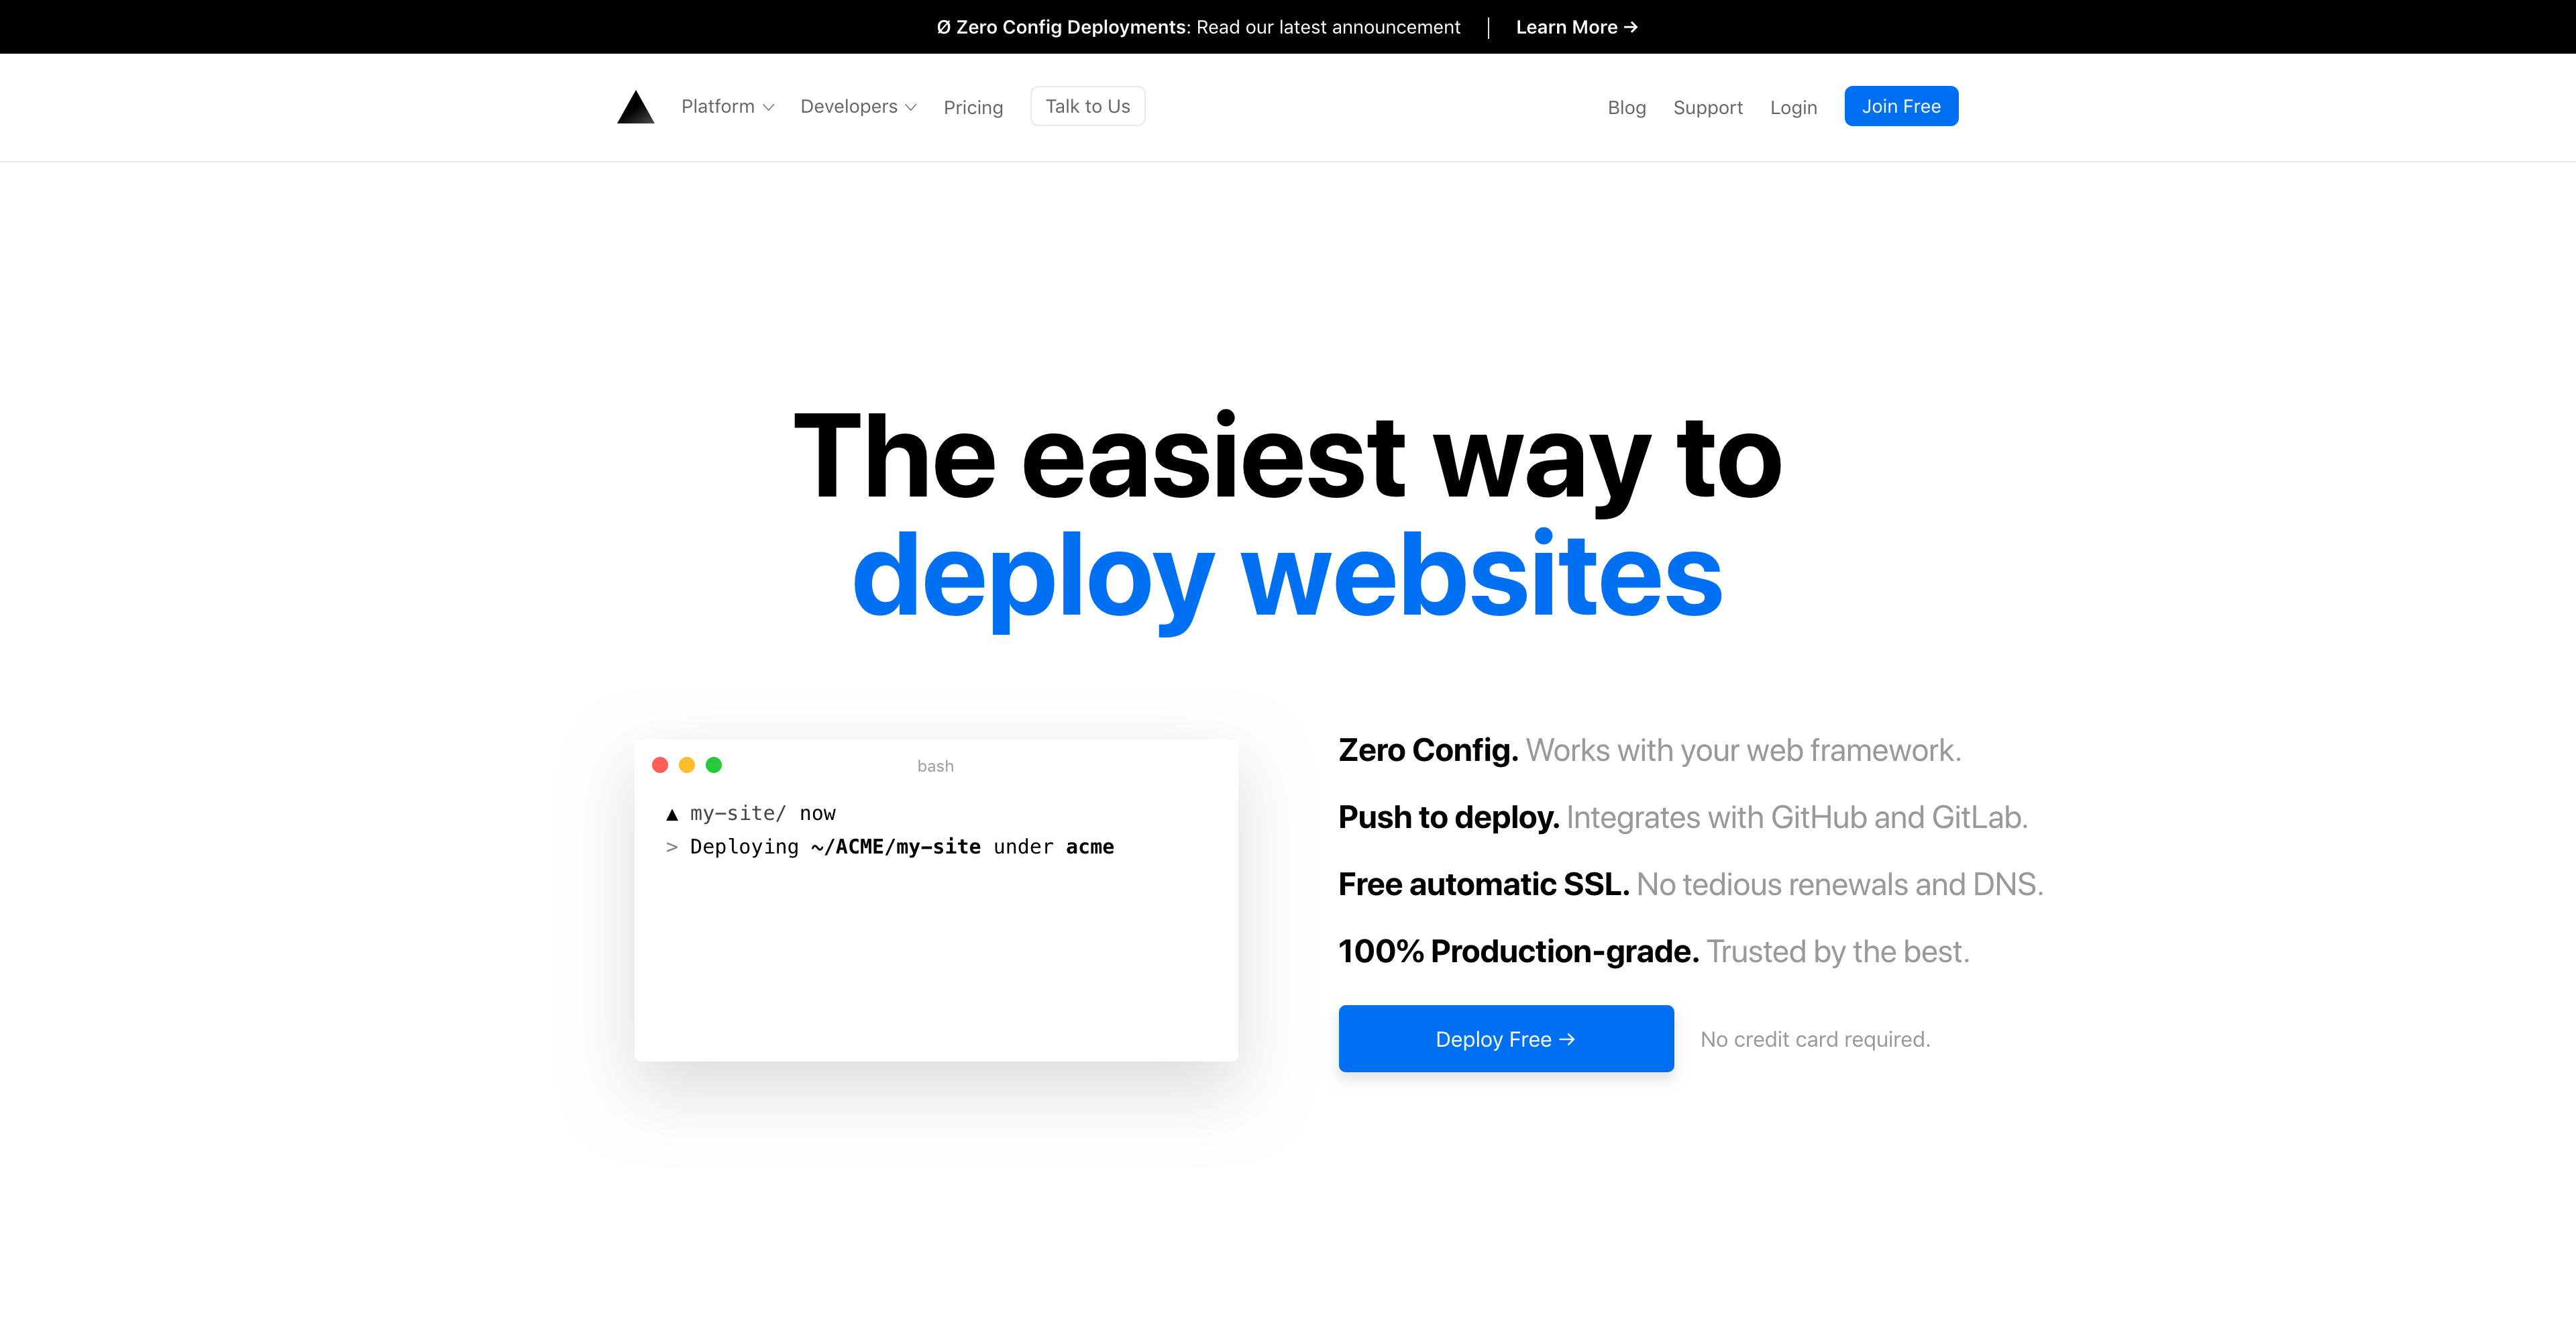 Ø Zero Config Deployments: Read our latest announcement | Learn More →
Platform Developers Pricing Talk to Us Blog Support Login Join Free
The easiest way to
deploy websites
bash
▲ my-site/ now
> Deploying ~/ACME/my-site under acme
Zero Config. Works with your web framework.
Push to deploy. Integrates with GitHub and GitLab.
Free automatic SSL. No tedious renewals and DNS.
100% Production-grade. Trusted by the best.
Deploy Free → No credit card required.